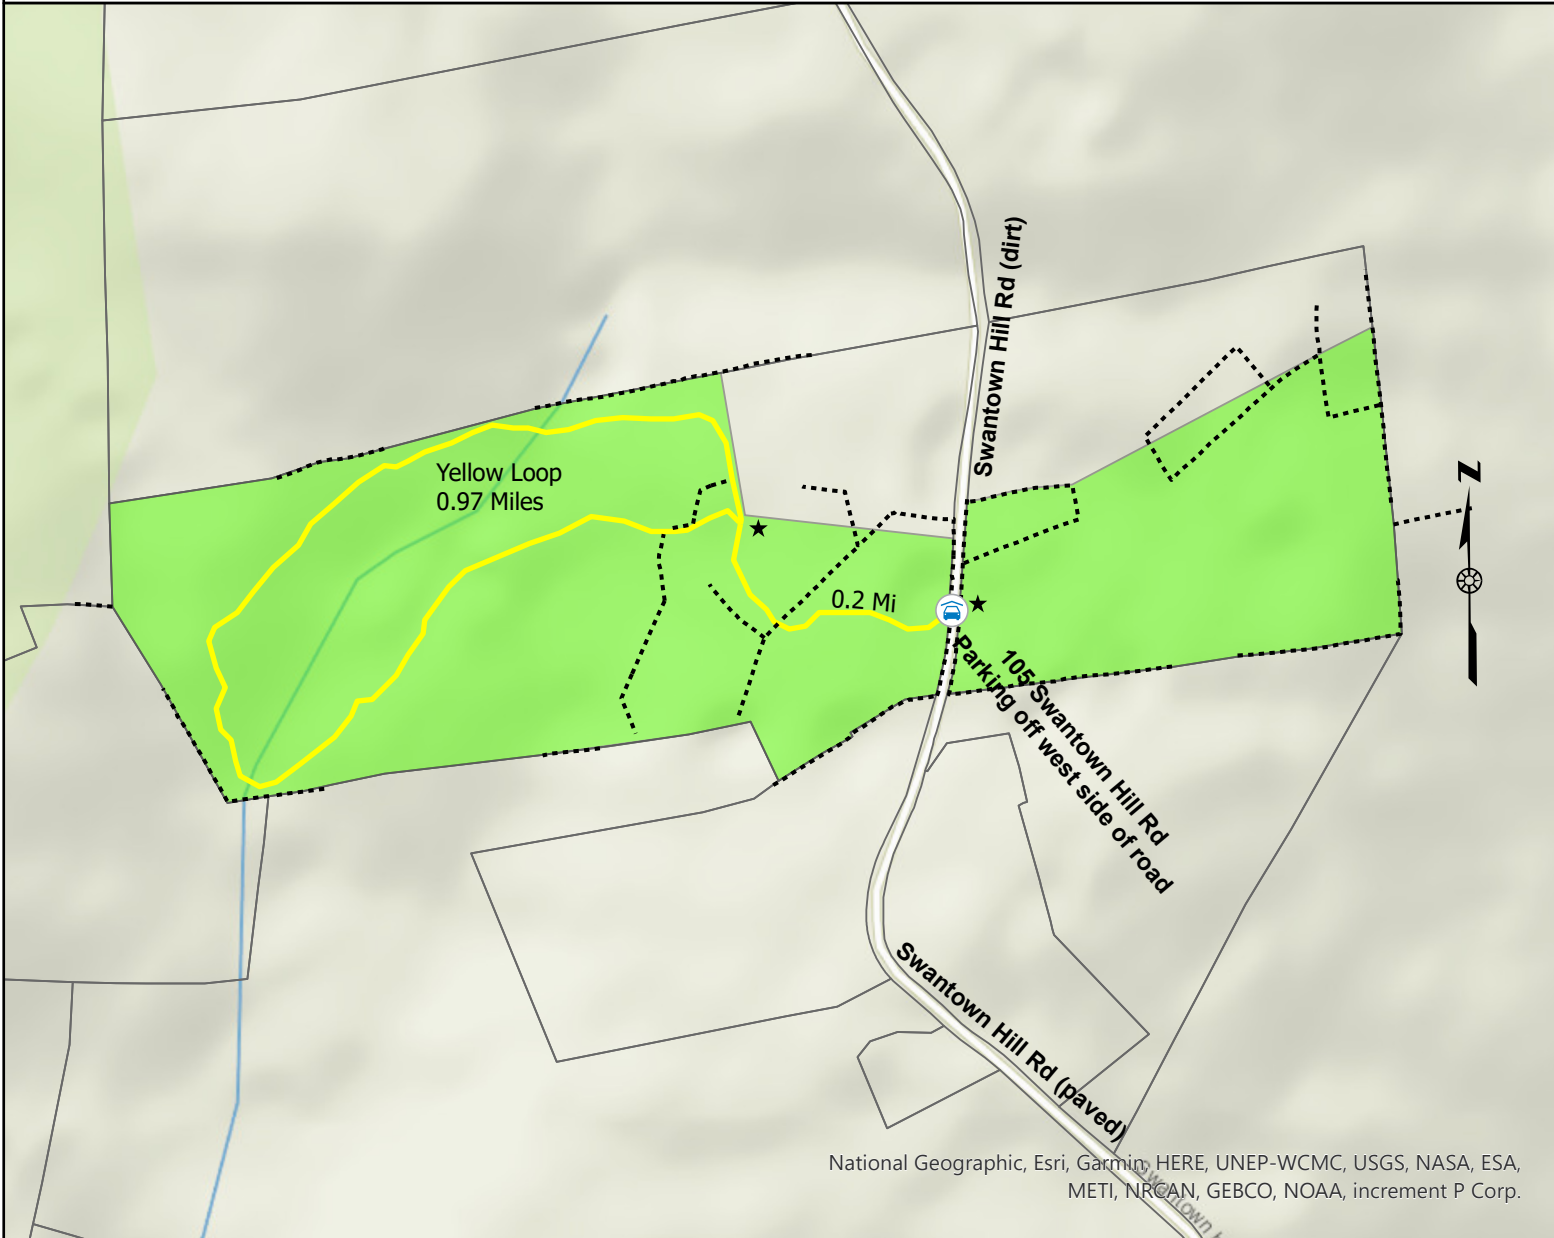 Swantown Hill Rd (dirt)
Yellow Loop
0.97 Miles
N
0.2 Mi
105 Swantown Hill Rd
Parking off west side of road
Swantown Hill Rd (paved)
National Geographic, Esri, Garmin, HERE, UNEP-WCMC, USGS, NASA, ESA,
METI, NRCAN, GEBCO, NOAA, increment P Corp.
Swantown